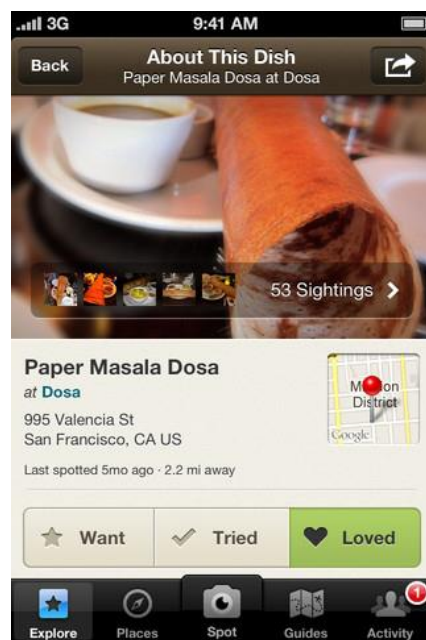 3G
9:41 AM
Back
About This Dish
Paper Masala Dosa at Dosa
53 Sightings
Paper Masala Dosa
at Dosa
995 Valencia St
San Francisco, CA US
Last spotted 5mo ago · 2.2 mi away
District
Google
Want
Tried
Loved
1
Explore
Places
Spot
Guides
Activity